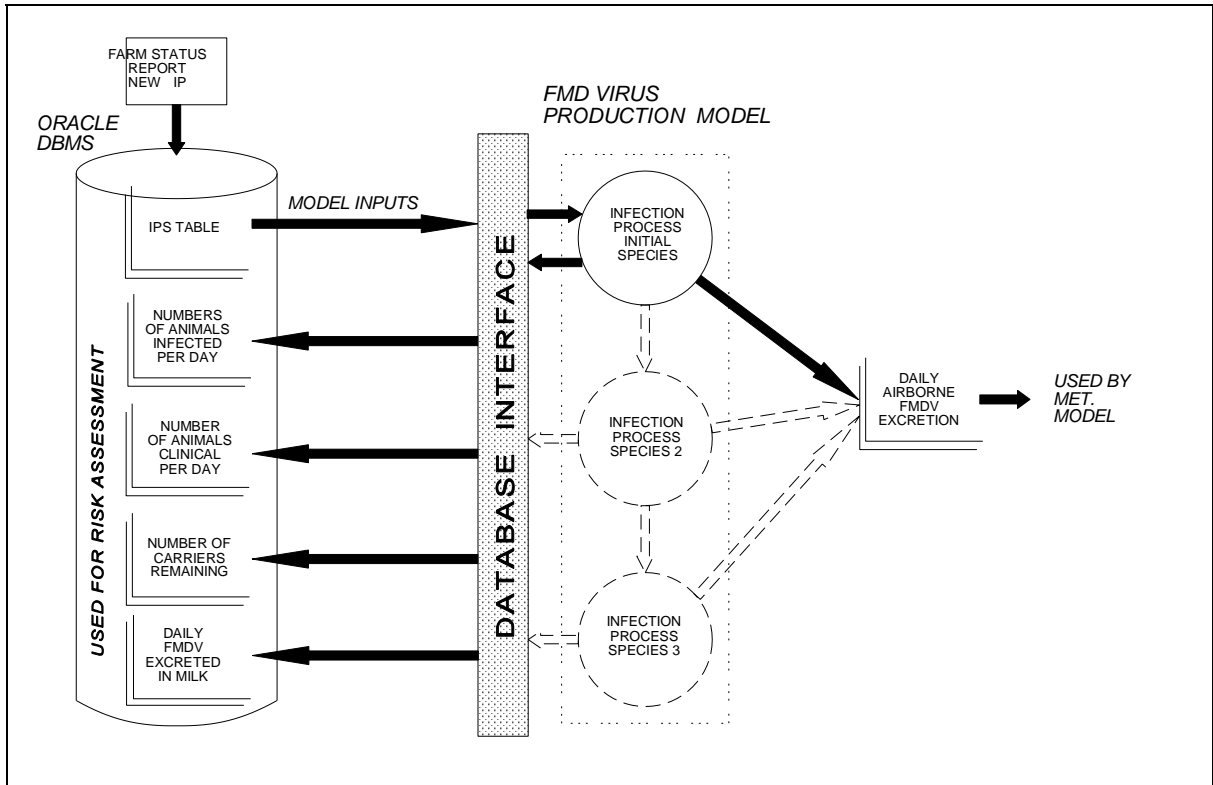 FARM STATUS
REPORT
NEW IP
ORACLE
DBMS
FMD VIRUS
PRODUCTION MODEL
IPS TABLE
MODEL INPUTS
NUMBERS
OF ANIMALS
INFECTED
PER DAY
NUMBER
OF ANIMALS
CLINICAL
PER DAY
NUMBER OF
CARRIERS
REMAINING
DAILY
FMDV
EXCRETED
IN MILK
USED FOR RISK ASSESSMENT
DATABASE INTERFACE
INFECTION
PROCESS
INITIAL
SPECIES
INFECTION
PROCESS
SPECIES 2
INFECTION
PROCESS
SPECIES 3
DAILY
AIRBORNE
FMDV
EXCRETION
USED BY
MET.
MODEL